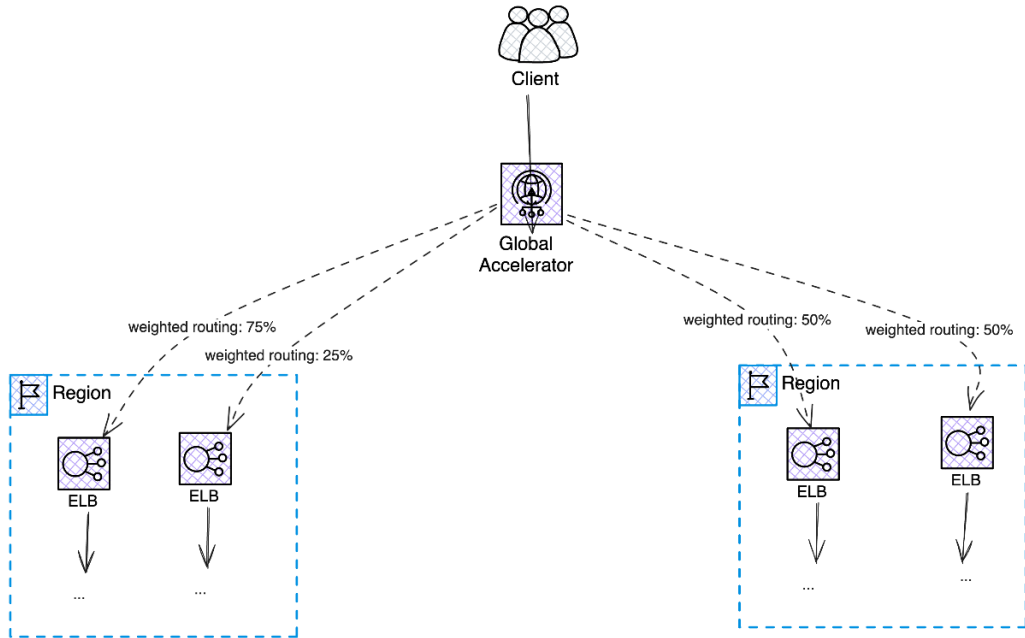 Client
Global
Accelerator
weighted routing: 75%
weighted routing: 25%
weighted routing: 50%
weighted routing: 50%
Region
ELB
ELB
...
...
Region
ELB
ELB
...
...